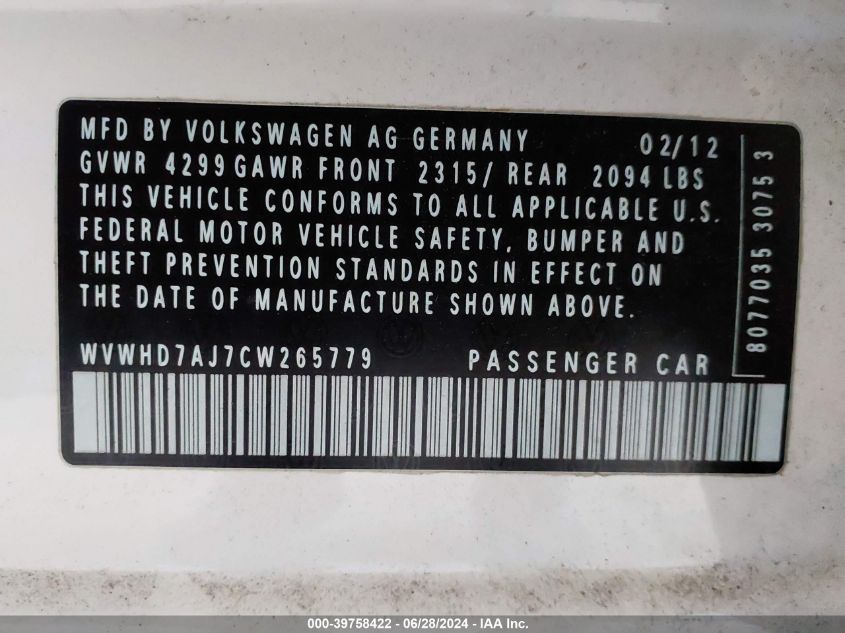 MFD BY VOLKSWAGEN AG GERMANY 02/12
GVWR 4299 GAWR FRONT 2315/ REAR 2094 LBS
THIS VEHICLE CONFORMS TO ALL APPLICABLE U.S.
FEDERAL MOTOR VEHICLE SAFETY, BUMPER AND
THEFT PREVENTION STANDARDS IN EFFECT ON
THE DATE OF MANUFACTURE SHOWN ABOVE.
WVWHD7AJ7CW265779 PASSENGER CAR
8077035 3075 3
000-39758422 - 06/28/2024 - IAA Inc.